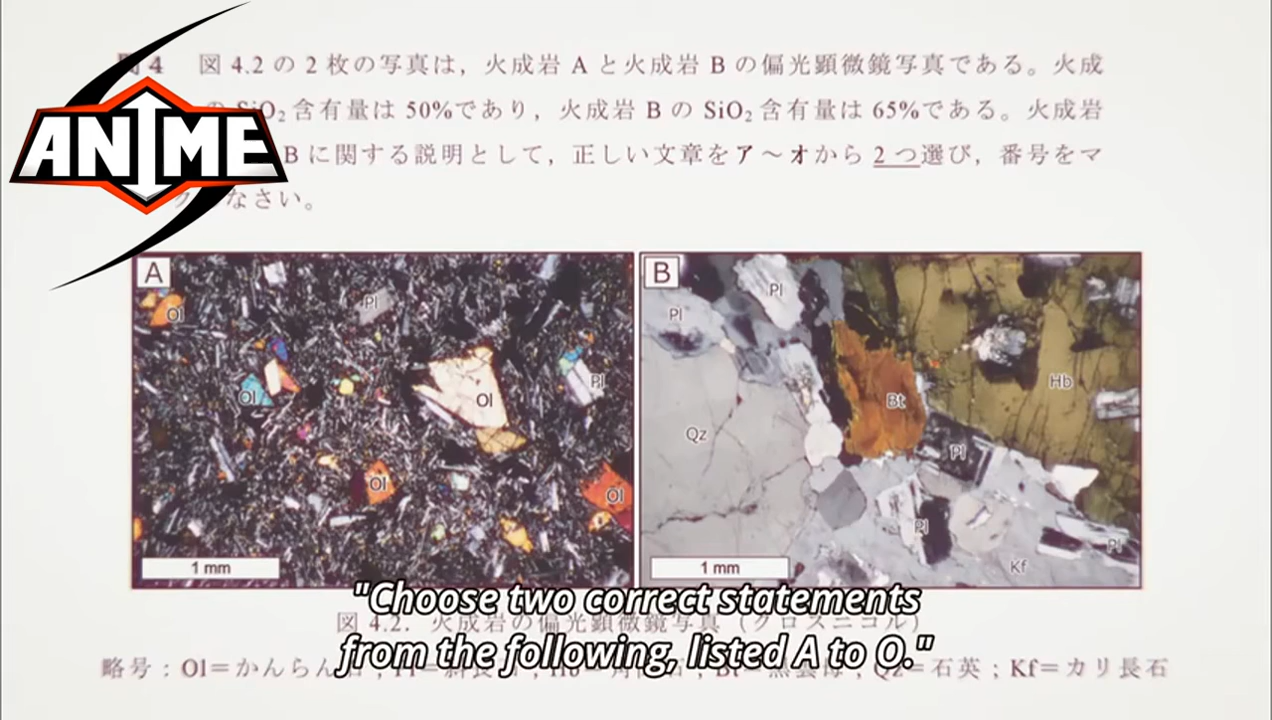 ANIME
図 4.2 の 2 枚の写真は，火成岩 A と火成岩 B の偏光顕微鏡写真である。火成
の SiO₂ 含有量は 50%であり，火成岩 B の SiO₂ 含有量は 65%である。火成岩
B に関する説明として，正しい文章をア～オから 2 つ選び，番号をマ
なさい。
A
Ol
Pl
Ol
Ol
Pl
Ol
Ol
1 mm
B
Pl
Pl
Bt
Hb
Qz
Pl
Pl
Pl
Kf
1 mm
"Choose two correct statements
from the following, listed A to O."
図 4.2. 火成岩の偏光顕微鏡写真（クロスニコル）
略号：Ol＝かんらん ；Bt＝黒雲母；Qz＝石英；Kf＝カリ長石